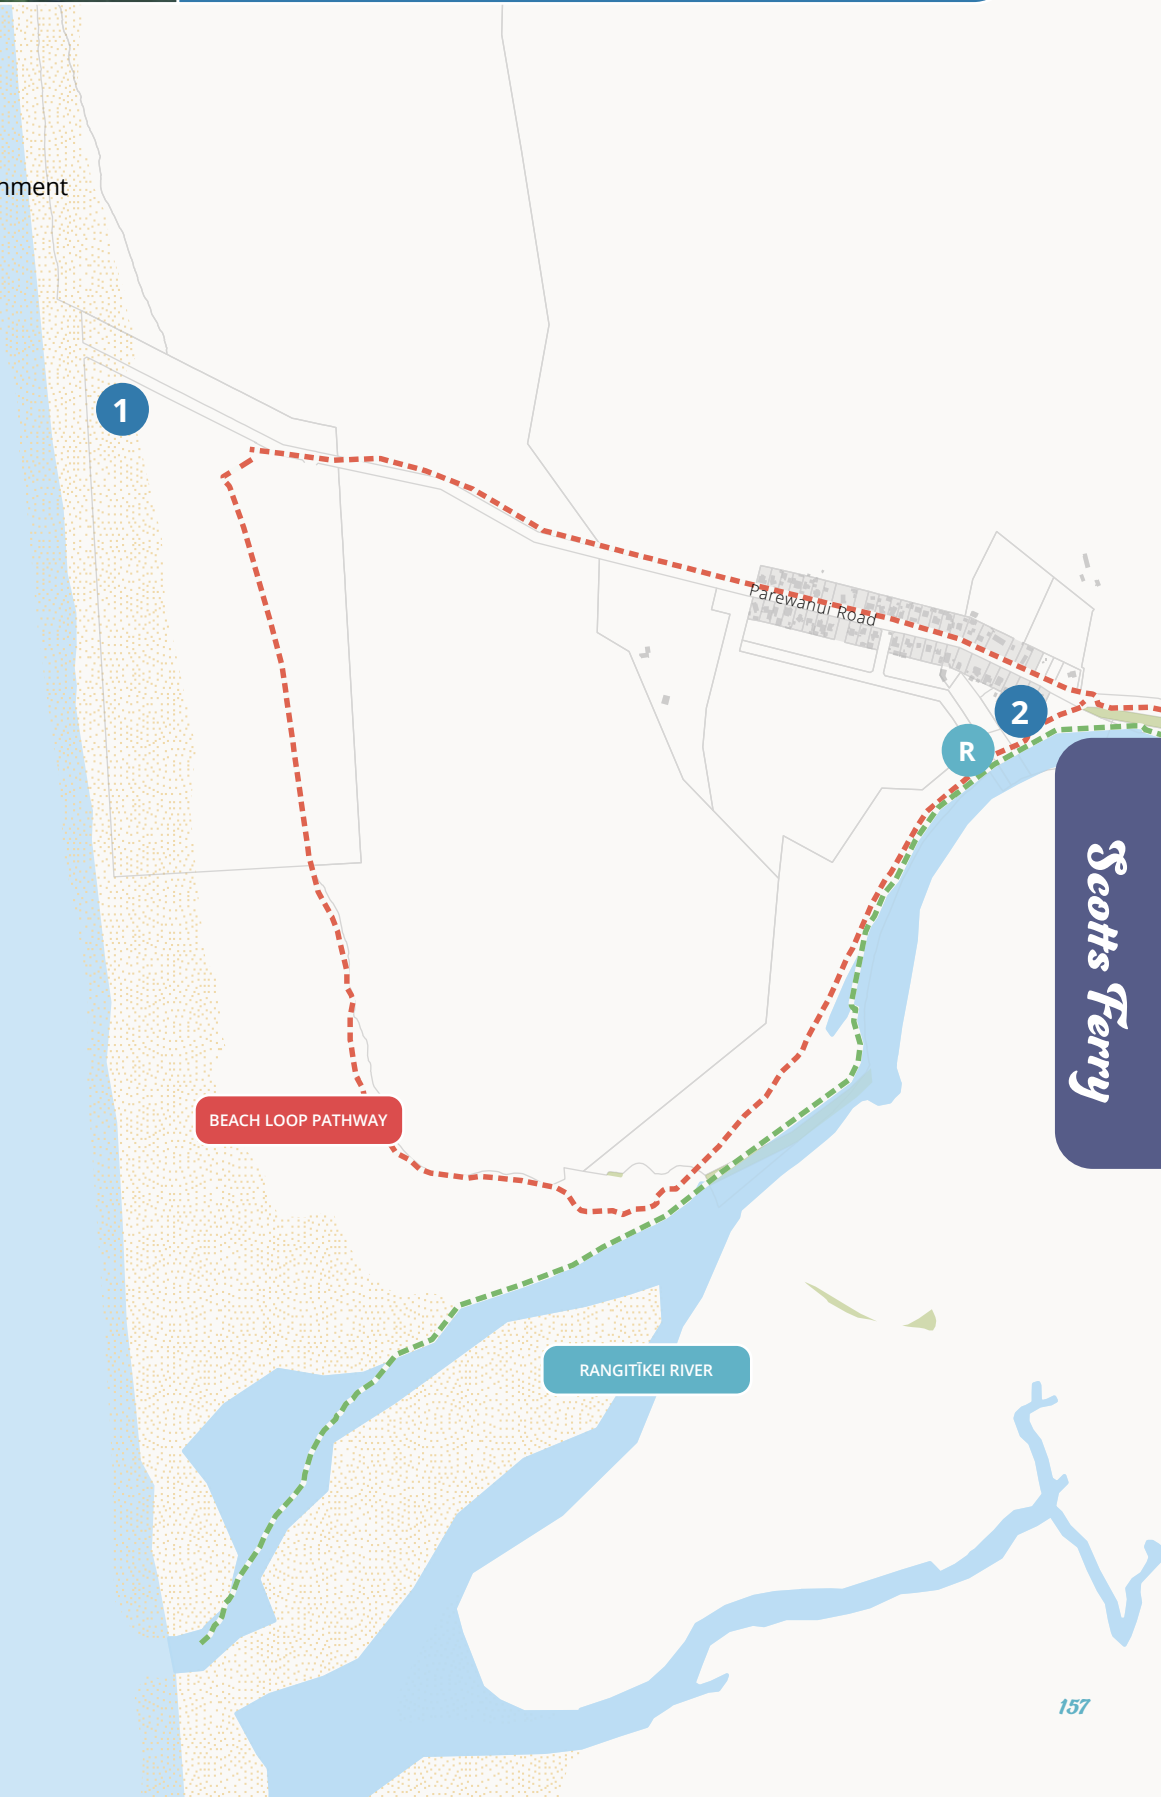 nment
1
Parewanui Road
2
R
Scotts Ferry
BEACH LOOP PATHWAY
RANGITĪKEI RIVER
157